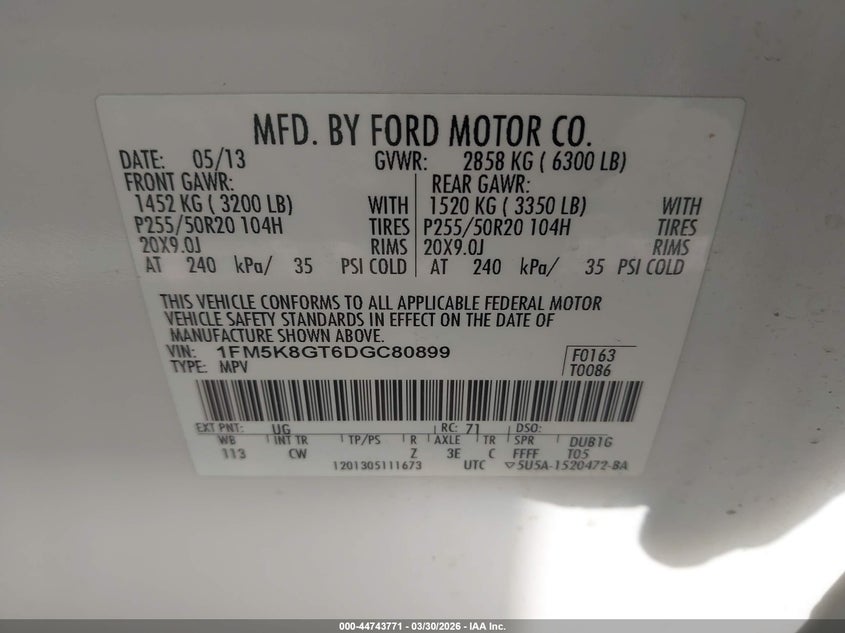 MFD. BY FORD MOTOR CO.
DATE: 05/13 GVWR: 2858 KG ( 6300 LB)
FRONT GAWR: REAR GAWR:
1452 KG ( 3200 LB) WITH 1520 KG ( 3350 LB) WITH
P255/50R20 104H TIRES P255/50R20 104H TIRES
20X9.0J RIMS 20X9.0J RIMS
AT 240 kPa/ 35 PSI COLD AT 240 kPa/ 35 PSI COLD
THIS VEHICLE CONFORMS TO ALL APPLICABLE FEDERAL MOTOR
VEHICLE SAFETY STANDARDS IN EFFECT ON THE DATE OF
MANUFACTURE SHOWN ABOVE.
VIN: 1FM5K8GT6DGC80899 F0163
TYPE: MPV T0086
EXT PNT: UG RC: 71 DSO:
WB INT TR TP/PS R AXLE TR SPR DUB1G
113 CW Z 3E C FFFF T05
1201305111673 UTC ▽5U5A-1520472-BA
000-44743771 - 03/30/2026 - IAA Inc.